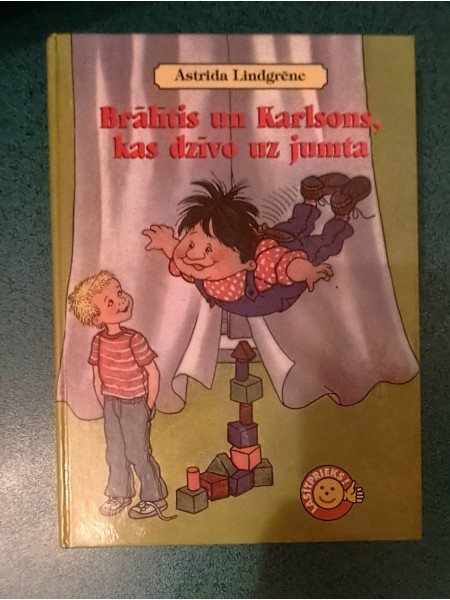 Astrida Lindgrēne
Brālītis un Karlsons,
kas dzīvo uz jumta
LASĪTPRIEKS!